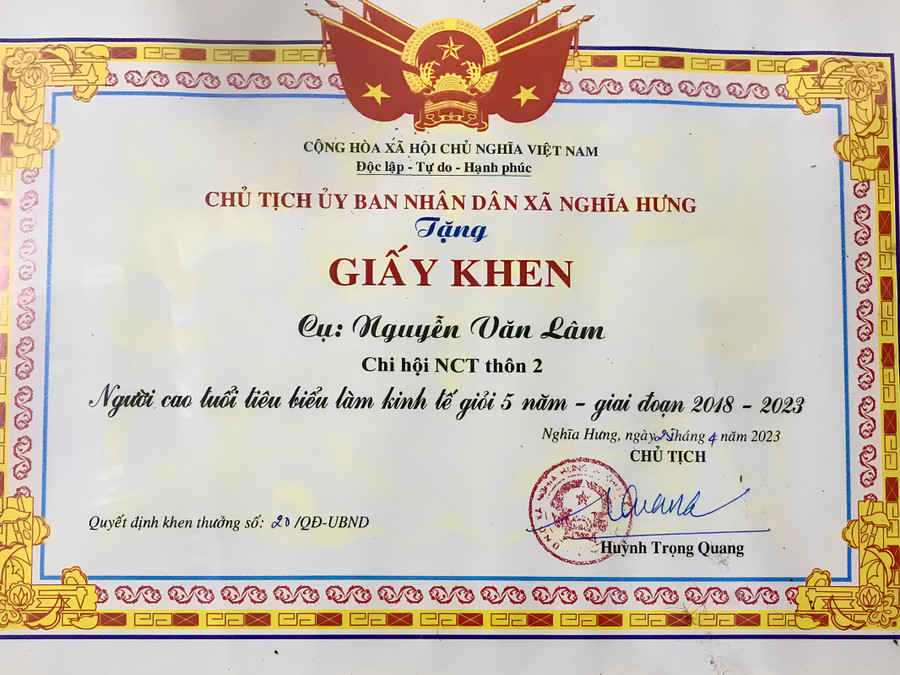 CỘNG HÒA XÃ HỘI CHỦ NGHĨA VIỆT NAM
Độc lập - Tự do - Hạnh phúc
CHỦ TỊCH ỦY BAN NHÂN DÂN XÃ NGHĨA HƯNG
Tặng
GIẤY KHEN
Cụ: Nguyễn Văn Lâm
Chi hội NCT thôn 2
Người cao tuổi tiêu biểu làm kinh tế giỏi 5 năm - giai đoạn 2018 - 2023
Nghĩa Hưng, ngày 25 tháng 4 năm 2023
CHỦ TỊCH
Quyết định khen thưởng số: 20 /QĐ-UBND
Huỳnh Trọng Quang